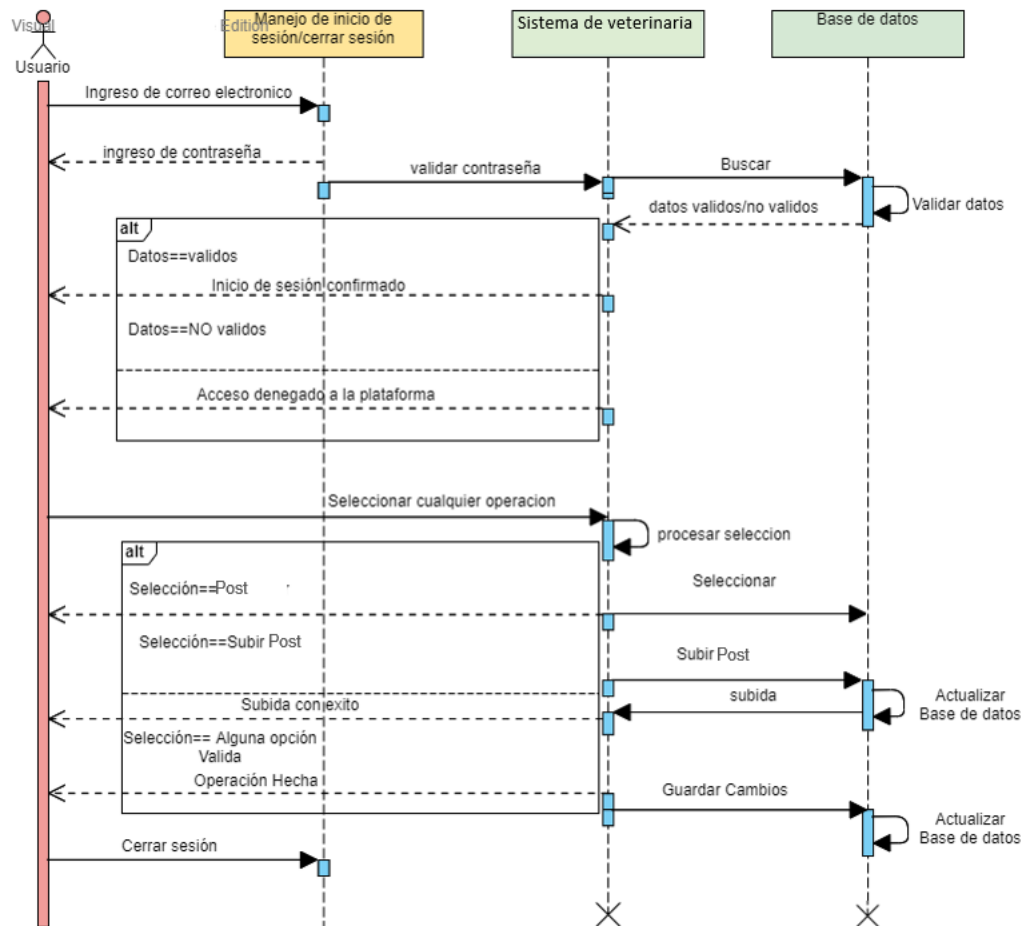 Visual
Edition
Manejo de inicio de
sesión/cerrar sesión
Sistema de veterinaria
Base de datos
Usuario
Ingreso de correo electronico
ingreso de contraseña
validar contraseña
Buscar
Validar datos
datos validos/no validos
alt
Datos==validos
Inicio de sesión confirmado
Datos==NO validos
Acceso denegado a la plataforma
Seleccionar cualquier operacion
procesar seleccion
alt
Selección==Post
Seleccionar
Selección==Subir Post
Subir Post
subida
Actualizar
Base de datos
Subida con exito
Selección== Alguna opción
Valida
Operación Hecha
Guardar Cambios
Actualizar
Base de datos
Cerrar sesión